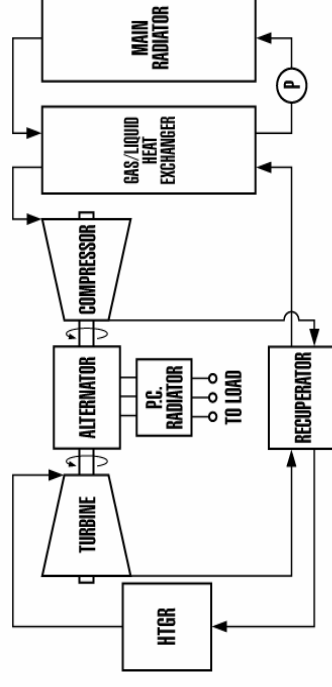 HTGR
TURBINE
ALTERNATOR
COMPRESSOR
P.C.
RADIATOR
TO LOAD
RECUPERATOR
GAS/LIQUID
HEAT
EXCHANGER
MAIN
RADIATOR
P